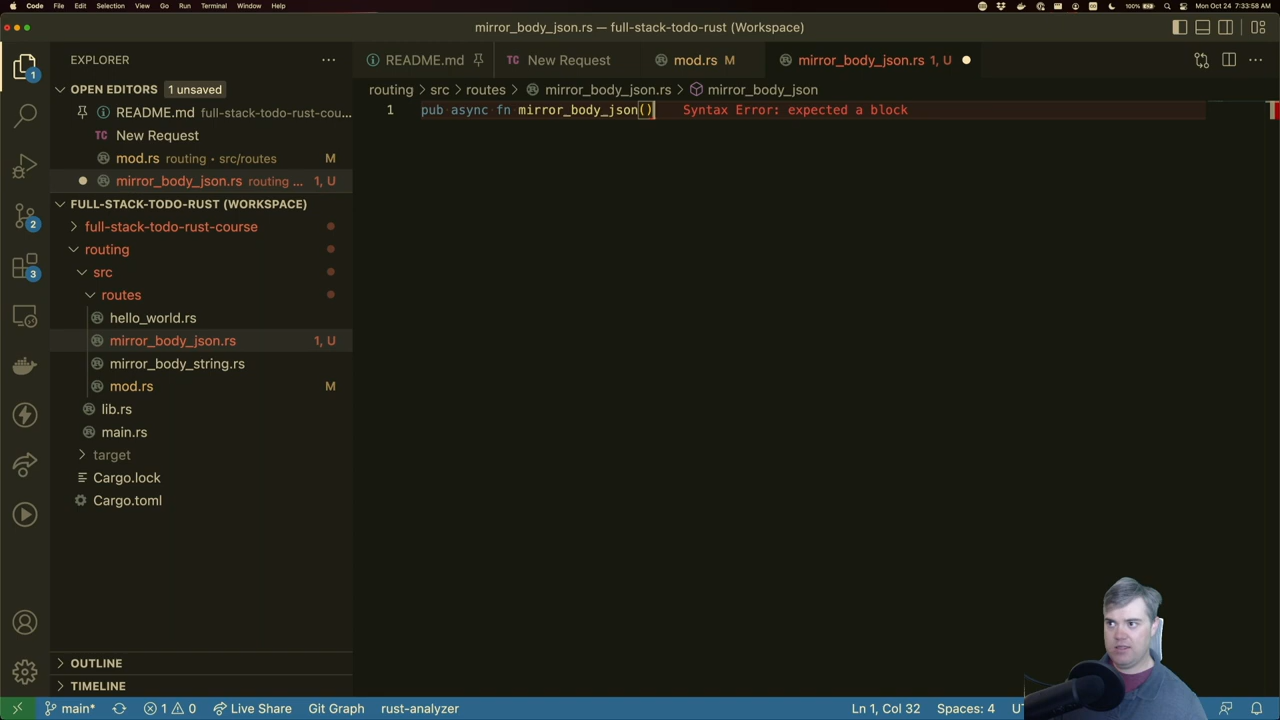 Code File Edit Selection View Go Run Terminal Window Help 100% Mon Oct 24 7:33:58 AM
mirror_body_json.rs — full-stack-todo-rust (Workspace)
EXPLORER
README.md New Request mod.rs M mirror_body_json.rs 1, U
routing > src > routes > mirror_body_json.rs > mirror_body_json
OPEN EDITORS 1 unsaved
README.md full-stack-todo-rust-cou...
TC New Request
mod.rs routing • src/routes M
mirror_body_json.rs routing ... 1, U
FULL-STACK-TODO-RUST (WORKSPACE)
full-stack-todo-rust-course
routing
src
routes
hello_world.rs
mirror_body_json.rs 1, U
mirror_body_string.rs
mod.rs M
lib.rs
main.rs
target
Cargo.lock
Cargo.toml
OUTLINE
TIMELINE
1 pub async fn mirror_body_json() Syntax Error: expected a block
1
2
3
main* 1 0 Live Share Git Graph rust-analyzer Ln 1, Col 32 Spaces: 4